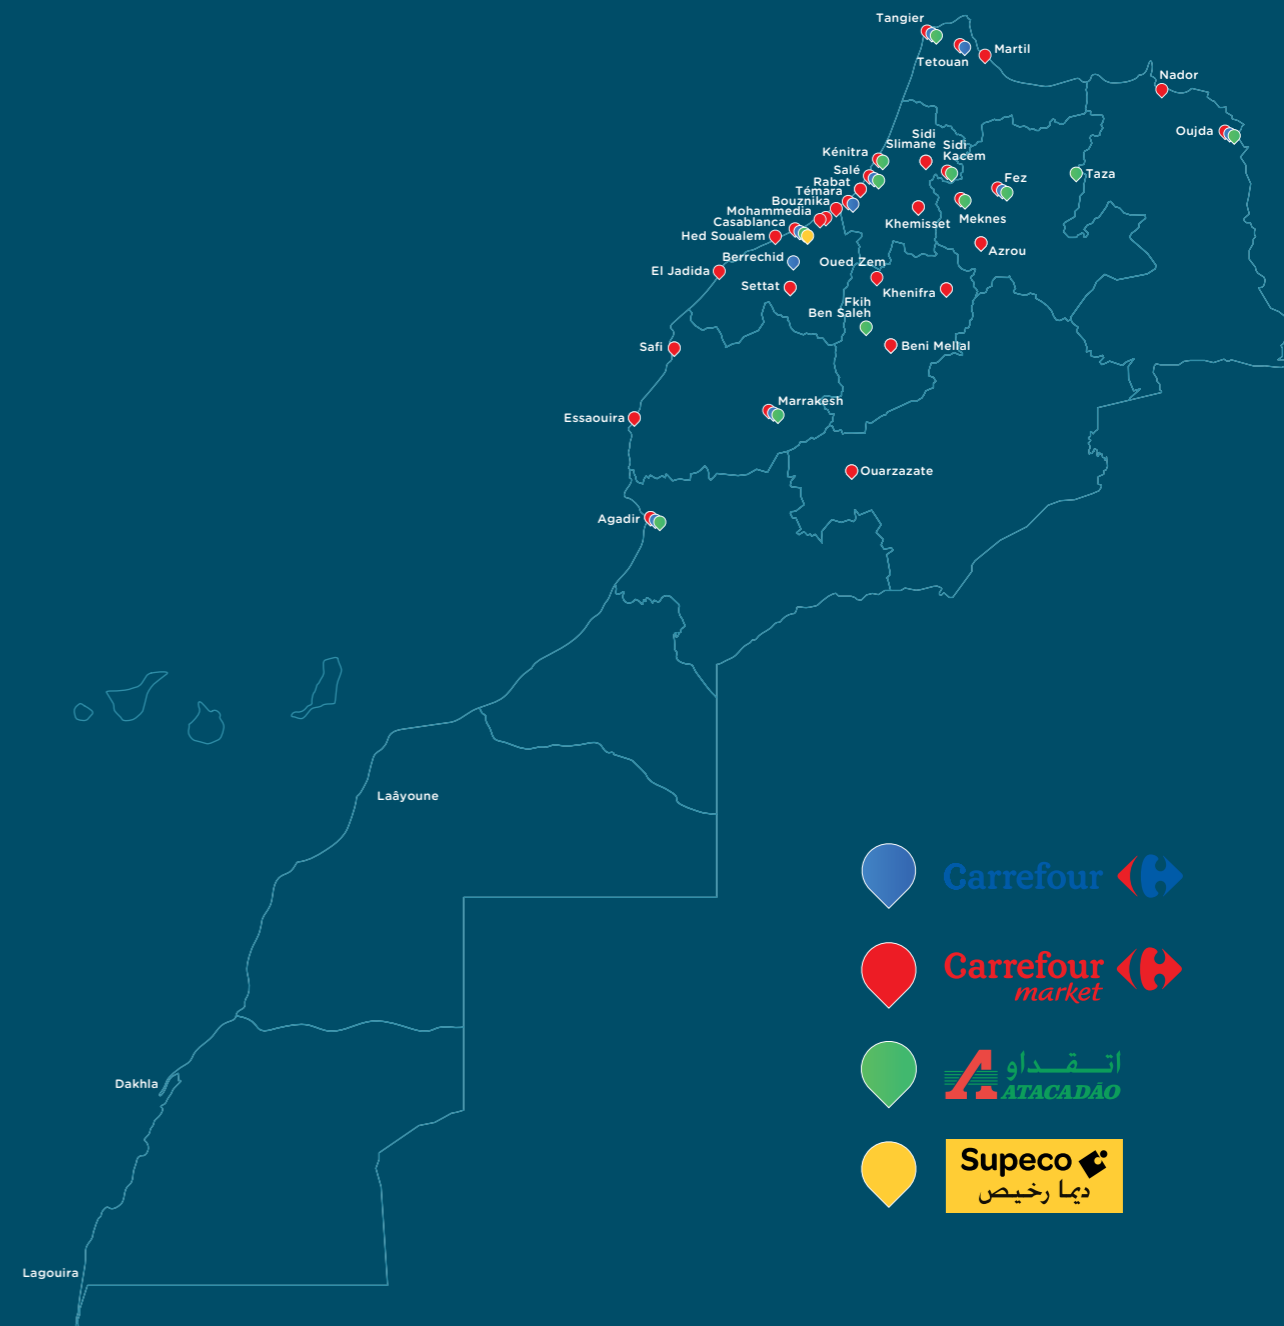 Tangier
Tetouan
Martil
Nador
Oujda
Sidi
Slimane
Sidi
Kacem
Kénitra
Salé
Rabat
Témara
Bouznika
Mohammedia
Casablanca
Hed Soualem
Fez
Taza
Meknes
Khemisset
Azrou
Berrechid
Oued Zem
El Jadida
Settat
Khenifra
Fkih
Ben Saleh
Safi
Beni Mellal
Marrakesh
Essaouira
Ouarzazate
Agadir
Laâyoune
Dakhla
Lagouira
Carrefour
Carrefour
market
اتـقـداو
ATACADÃO
Supeco
ديما رخيص